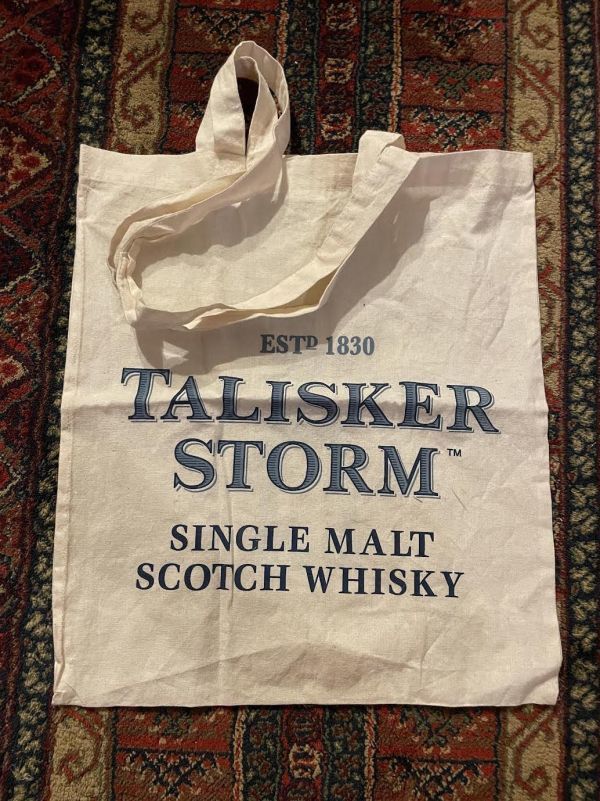 ESTD 1830
TALISKER
STORM™
SINGLE MALT
SCOTCH WHISKY